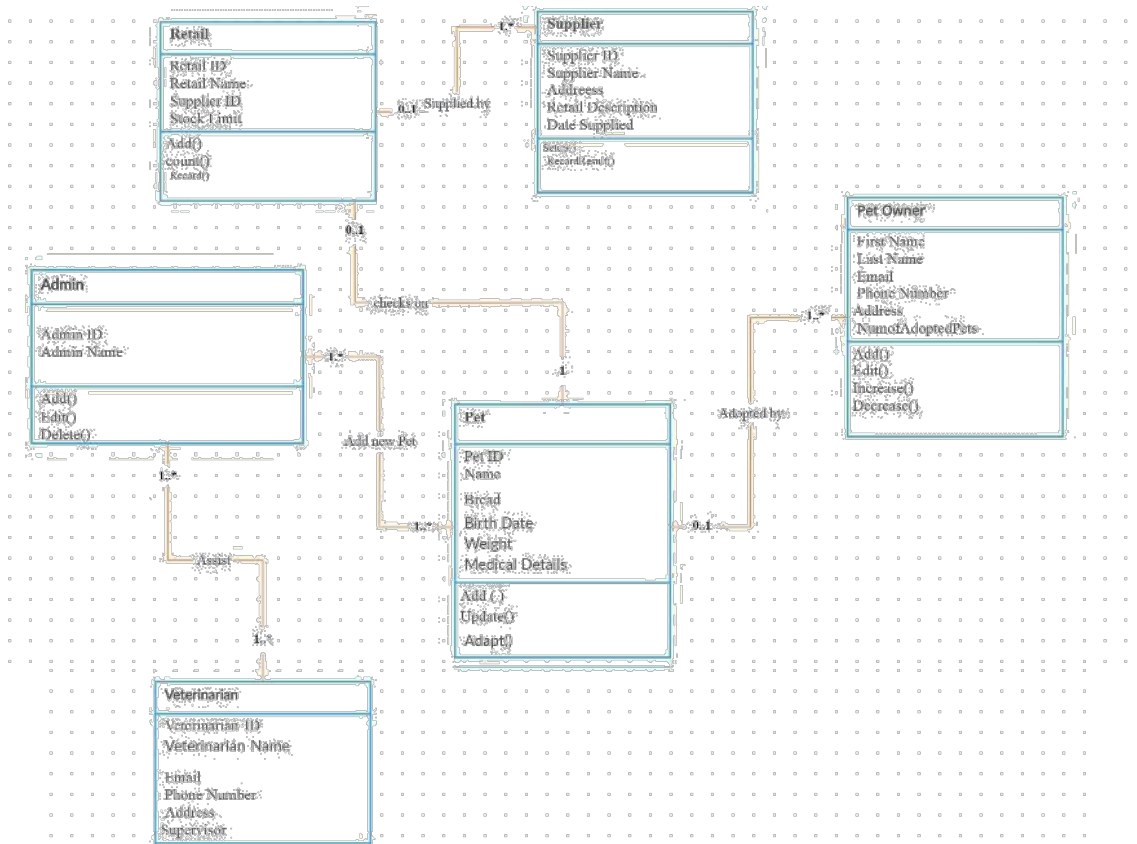 Retail
Retail ID
Retail Name
Supplier ID
Stock Limit
Add()
count()
Record()
0..1
Supplied by
1..*
Supplier
Supplier ID
Supplier Name
Addreess
Retail Description
Date Supplied
0..1
checks on
1
Pet Owner
First Name
Last Name
Email
Phone Number
Address
NumofAdoptedPets
Add()
Edit()
Increase()
Decrease()
Admin
Admin ID
Admin Name
Add()
Edit()
Delete()
1..*
Add new Pet
1..*
Pet
Pet ID
Name
Bread
Birth Date
Weight
Medical Details
Add ( )
Update()
Adapt()
0..1
Adopted by
1..*
1..*
Assist
1..*
Veterinarian
Veterinarian ID
Veterinarian Name
Email
Phone Number
Address
Supervisor